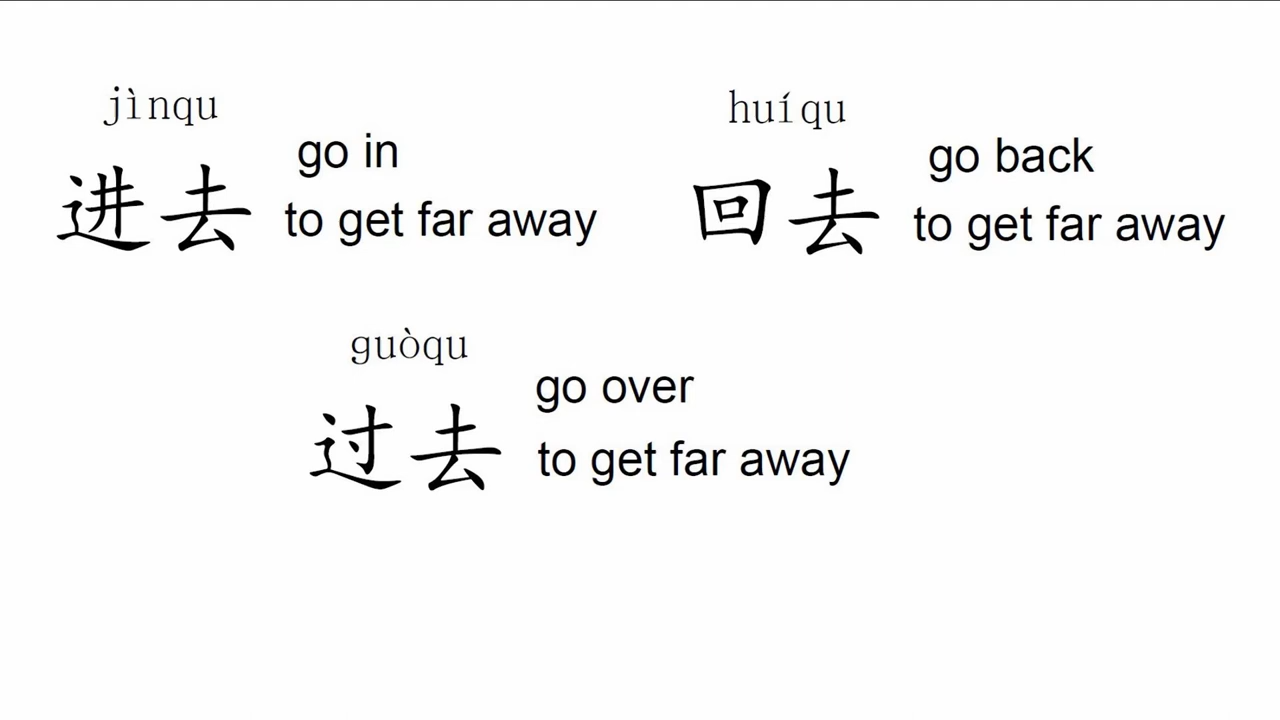 jìnqu
进去
go in
to get far away
huíqu
回去
go back
to get far away
guòqu
过去
go over
to get far away